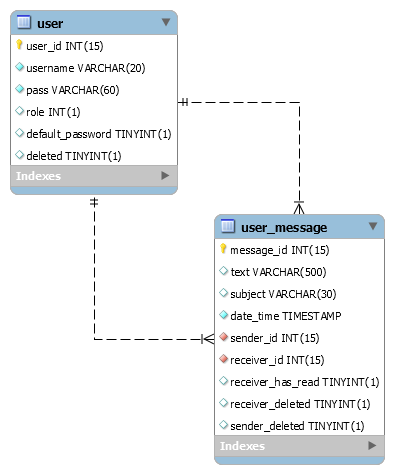 user
user_id INT(15)
username VARCHAR(20)
pass VARCHAR(60)
role INT(1)
default_password TINYINT(1)
deleted TINYINT(1)
Indexes
user_message
message_id INT(15)
text VARCHAR(500)
subject VARCHAR(30)
date_time TIMESTAMP
sender_id INT(15)
receiver_id INT(15)
receiver_has_read TINYINT(1)
receiver_deleted TINYINT(1)
sender_deleted TINYINT(1)
Indexes